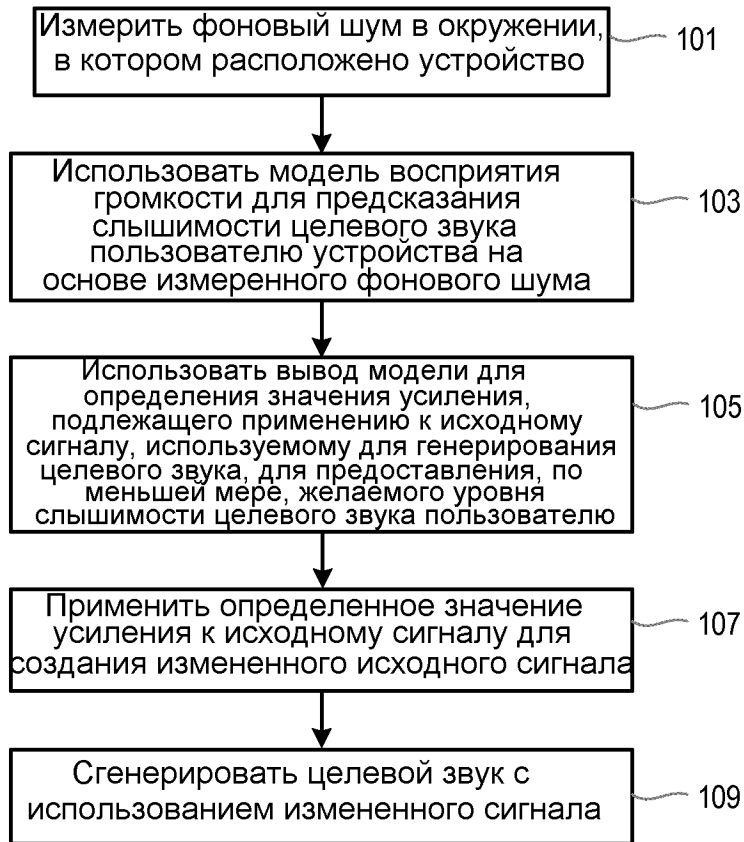 Измерить фоновый шум в окружении,
в котором расположено устройство
101
Использовать модель восприятия
громкости для предсказания
слышимости целевого звука
пользователю устройства на
основе измеренного фонового шума
103
Использовать вывод модели для
определения значения усиления,
подлежащего применению к исходному
сигналу, используемому для генерирования
целевого звука, для предоставления, по
меньшей мере, желаемого уровня
слышимости целевого звука пользователю
105
Применить определенное значение
усиления к исходному сигналу для
создания измененного исходного сигнала
107
Сгенерировать целевой звук с
использованием измененного сигнала
109